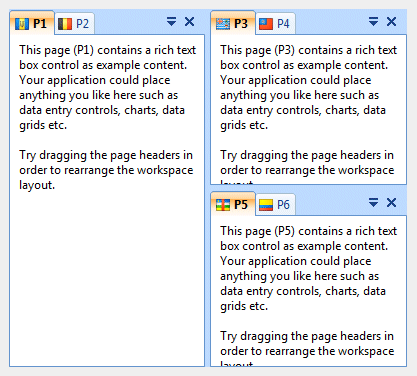 P1 P2
This page (P1) contains a rich text
box control as example content.
Your application could place
anything you like here such as
data entry controls, charts, data
grids etc.
Try dragging the page headers in
order to rearrange the workspace
layout.
P3 P4
This page (P3) contains a rich text
box control as example content.
Your application could place
anything you like here such as
data entry controls, charts, data
grids etc.
Try dragging the page headers in
order to rearrange the workspace
layout.
P5 P6
This page (P5) contains a rich text
box control as example content.
Your application could place
anything you like here such as
data entry controls, charts, data
grids etc.
Try dragging the page headers in
order to rearrange the workspace